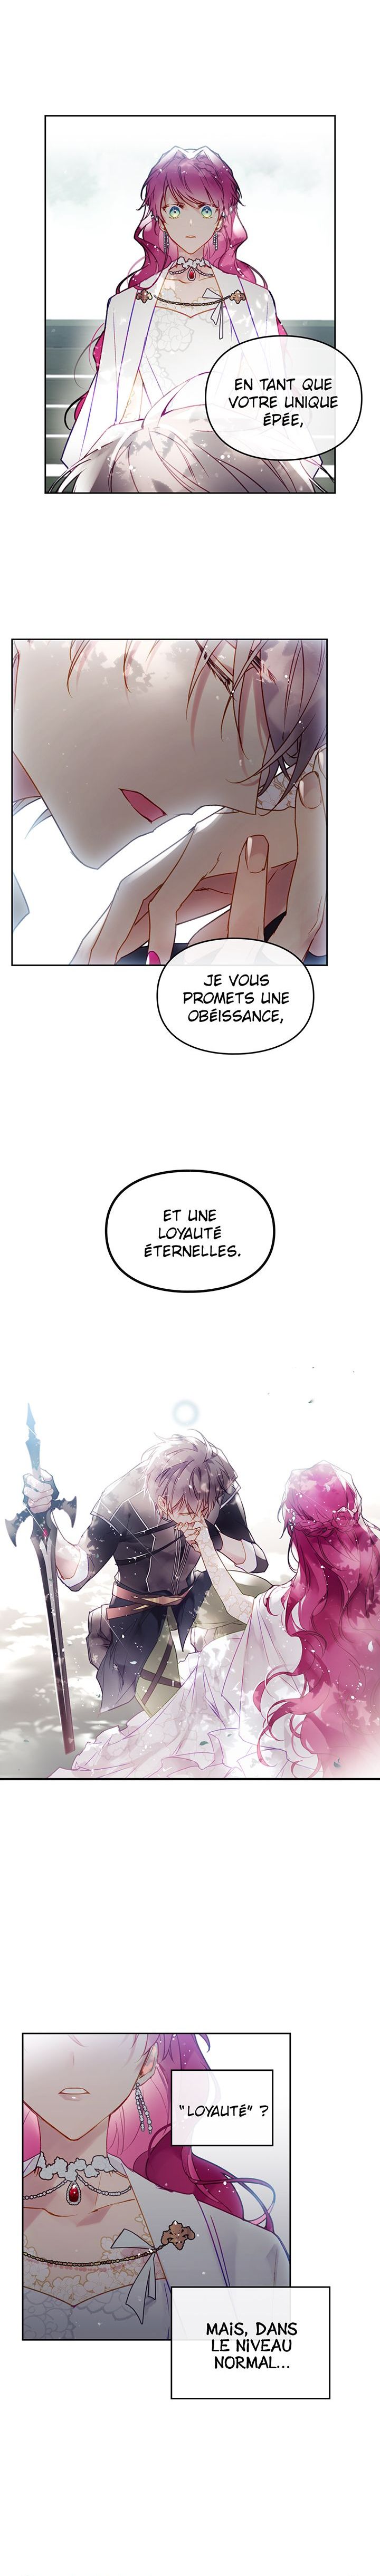 EN TANT QUE
VOTRE UNIQUE
ÉPÉE,
JE VOUS
PROMETS UNE
OBÉISSANCE,
ET UNE
LOYAUTÉ
ÉTERNELLES.
"LOYAUTÉ" ?
MAIS, DANS
LE NIVEAU
NORMAL...